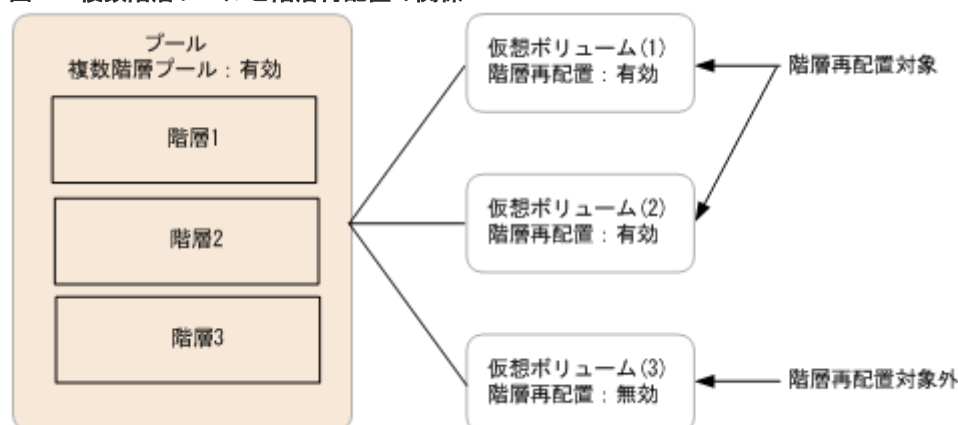 プール
複数階層プール：有効
階層1
階層2
階層3
仮想ボリューム(1)
階層再配置：有効
仮想ボリューム(2)
階層再配置：有効
仮想ボリューム(3)
階層再配置：無効
階層再配置対象
階層再配置対象外